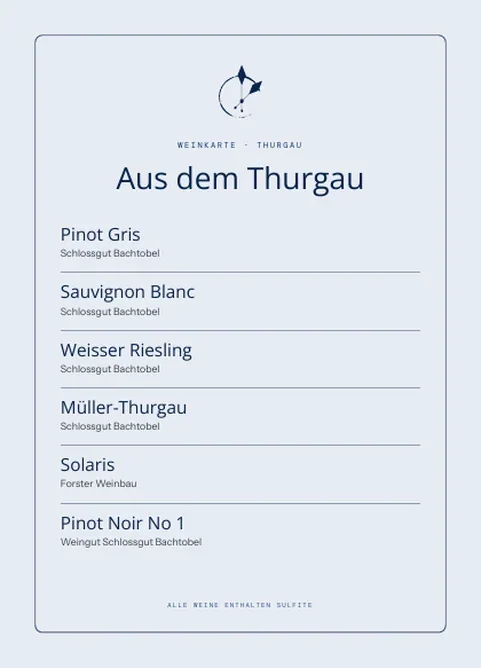 WEINKARTE · THURGAU
Aus dem Thurgau
Pinot Gris
Schlossgut Bachtobel
Sauvignon Blanc
Schlossgut Bachtobel
Weisser Riesling
Schlossgut Bachtobel
Müller-Thurgau
Schlossgut Bachtobel
Solaris
Forster Weinbau
Pinot Noir No 1
Weingut Schlossgut Bachtobel
ALLE WEINE ENTHALTEN SULFITE